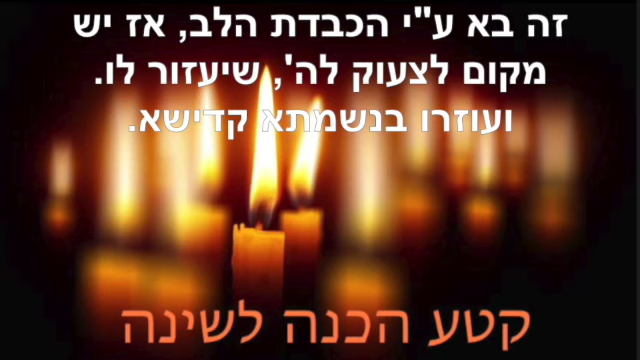 זה בא ע"י הכבדת הלב, אז יש
מקום לצעוק לה', שיעזור לו.
ועוזרו בנשמתא קדישא.
קטע הכנה לשינה